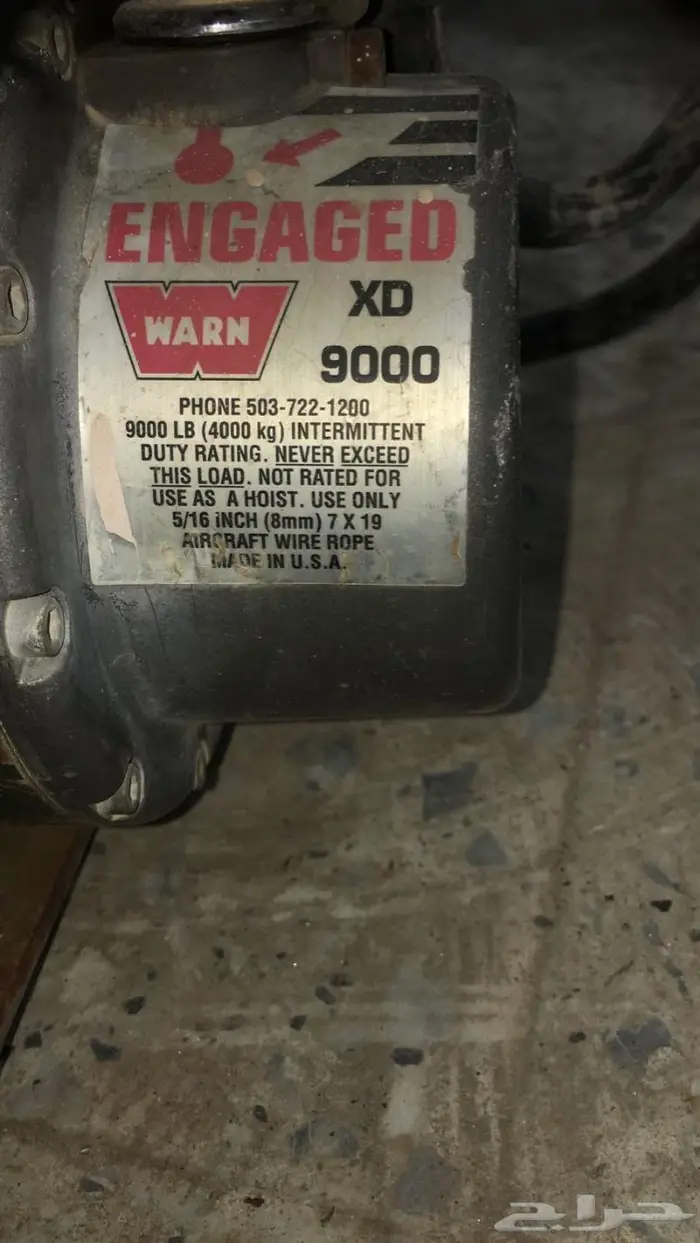 ENGAGED
WARN
XD
9000
PHONE 503-722-1200
9000 LB (4000 kg) INTERMITTENT
DUTY RATING. NEVER EXCEED
THIS LOAD. NOT RATED FOR
USE AS A HOIST. USE ONLY
5/16 iNCH (8mm) 7 X 19
AIRCRAFT WIRE ROPE
MADE IN U.S.A.
حراج